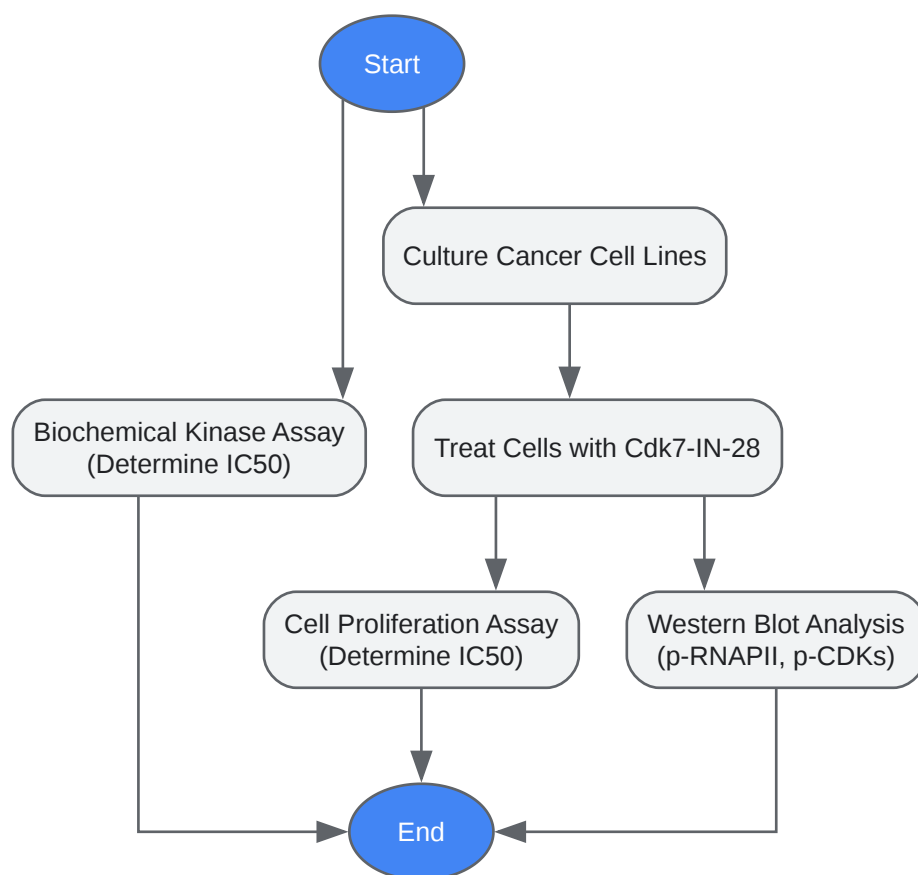 Start
Culture Cancer Cell Lines
Biochemical Kinase Assay
(Determine IC50)
Treat Cells with Cdk7-IN-28
Cell Proliferation Assay
(Determine IC50)
Western Blot Analysis
(p-RNAPII, p-CDKs)
End